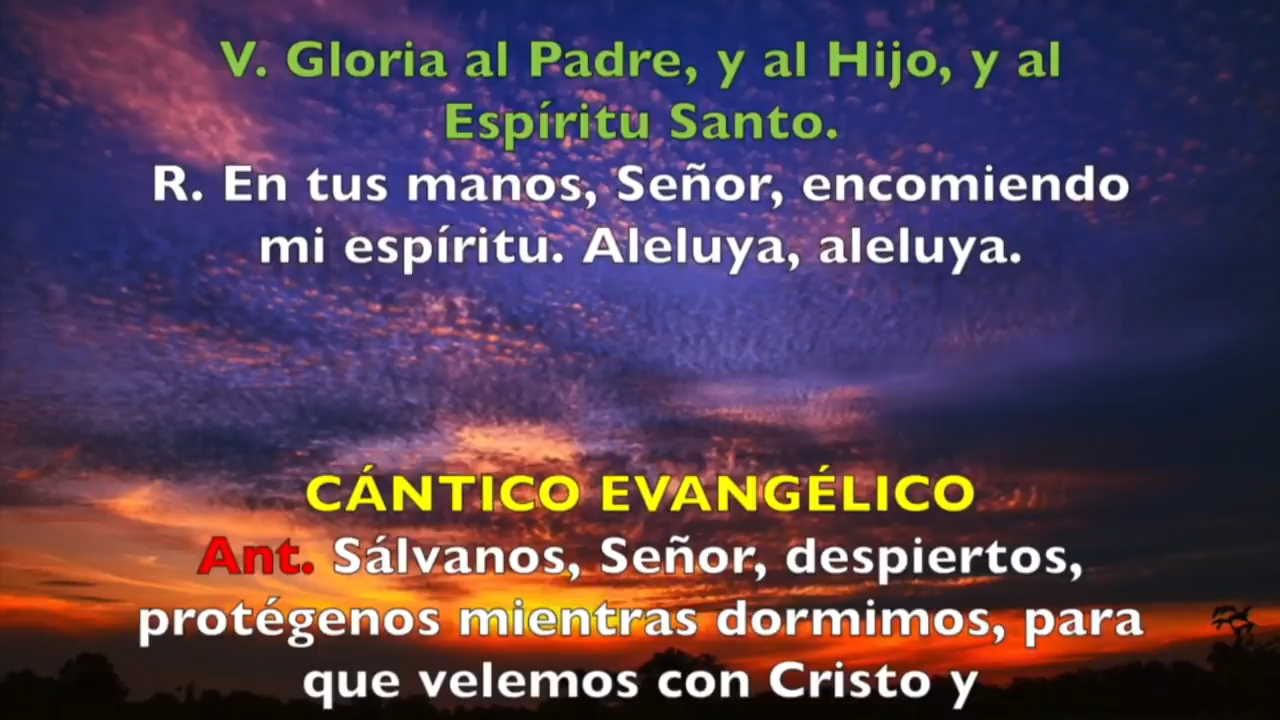 V. Gloria al Padre, y al Hijo, y al
Espíritu Santo.
R. En tus manos, Señor, encomiendo
mi espíritu. Aleluya, aleluya.
CÁNTICO EVANGÉLICO
Ant. Sálvanos, Señor, despiertos,
protégenos mientras dormimos, para
que velemos con Cristo y